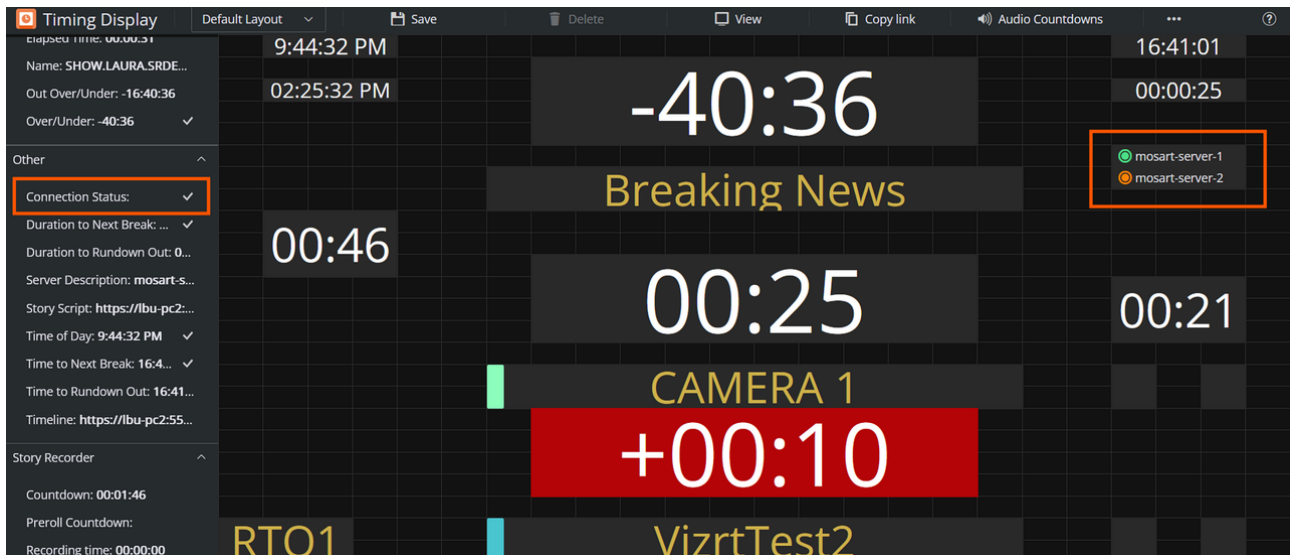 Timing Display
Default Layout
Save
Delete
View
Copy link
Audio Countdowns
Elapsed Time: 00:00:31
Name: SHOW.LAURA.SRDE...
Out Over/Under: -16:40:36
Over/Under: -40:36
Other
Connection Status:
Duration to Next Break: ...
Duration to Rundown Out: 0...
Server Description: mosart-s...
Story Script: https://lbu-pc2:...
Time of Day: 9:44:32 PM
Time to Next Break: 16:4...
Time to Rundown Out: 16:41...
Timeline: https://lbu-pc2:55...
Story Recorder
Countdown: 00:01:46
Preroll Countdown:
Recording time: 00:00:00
9:44:32 PM
02:25:32 PM
00:46
RTO1
-40:36
Breaking News
00:25
CAMERA 1
+00:10
VizrtTest2
16:41:01
00:00:25
mosart-server-1
mosart-server-2
00:21